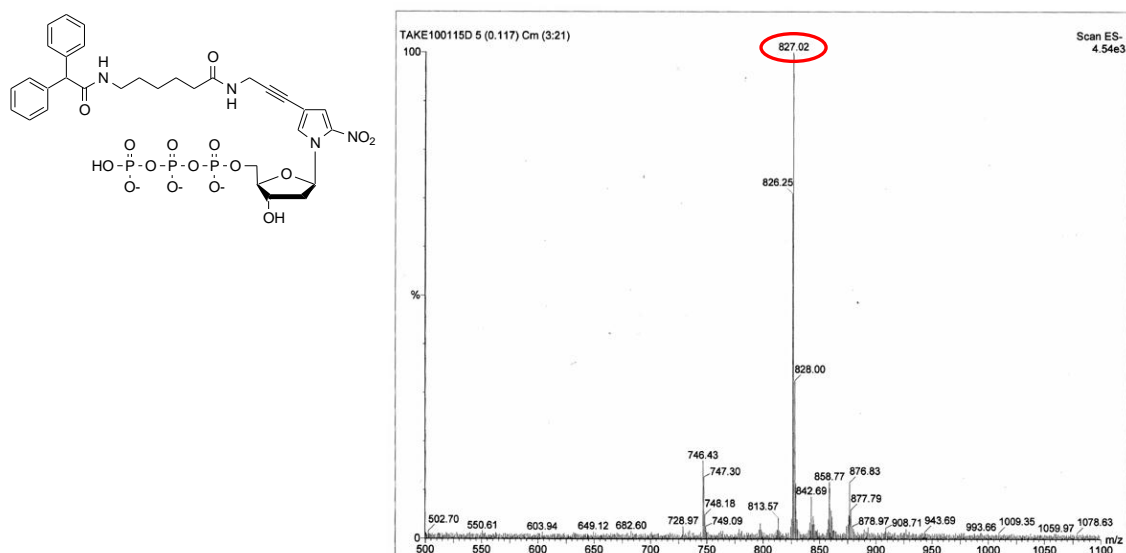 TAKE100115D 5 (0.117) Cm (3:21)
Scan ES-
4.54e3
100
827.02
826.25
828.00
%
746.43
747.30
748.18
749.09
813.57
842.69
858.77
876.83
877.79
878.97
908.71
943.69
993.66
1009.35
1059.97
1078.63
502.70
550.61
603.94
649.12
682.60
728.97
0
500 550 600 650 700 750 800 850 900 950 1000 1050 1100
m/z
O
N
H
O
N
H
N
NO2
O O O
HO-P-O-P-O-P-O
O- O- O-
O
OH